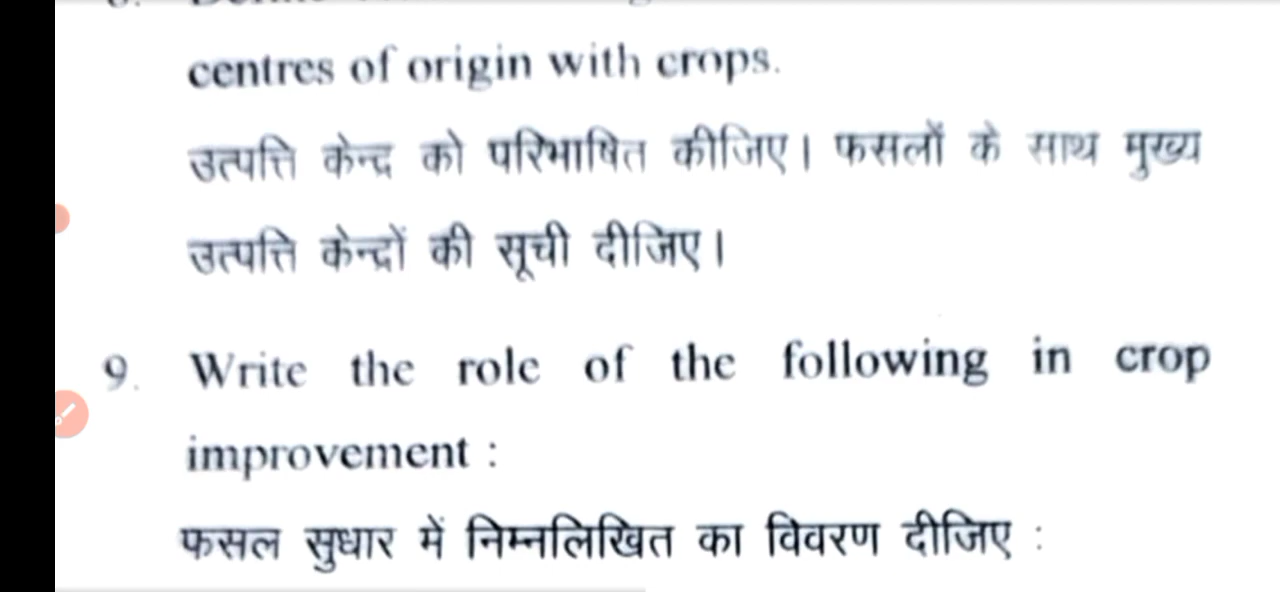 centres of origin with crops.
उत्पत्ति केन्द्र को परिभाषित कीजिए। फसलों के साथ मुख्य
उत्पत्ति केन्द्रों की सूची दीजिए।
9. Write the role of the following in crop
improvement :
फसल सुधार में निम्नलिखित का विवरण दीजिए :